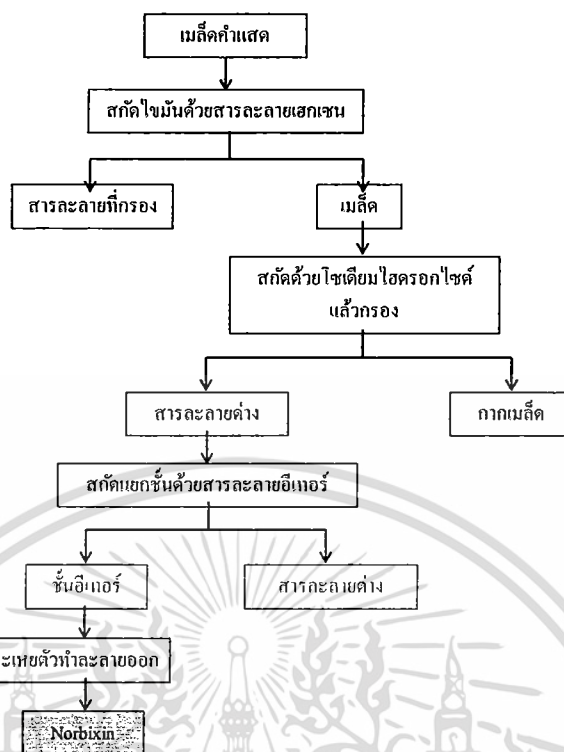 เมล็ดคำแสด
สกัดไขมันด้วยสารละลายเฮกเซน
สารละลายที่กรอง
เมล็ด
สกัดด้วยโซเดียมไฮดรอกไซด์
แล้วกรอง
สารละลายด่าง
กากเมล็ด
สกัดแยกชั้นด้วยสารละลายอีเทอร์
ชั้นอีเทอร์
สารละลายด่าง
ะเหยตัวทำละลายออก
Norbixin